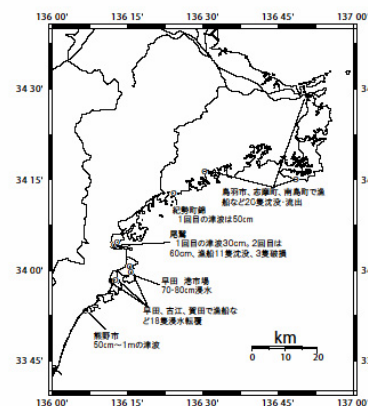 136 00' 136 15' 136 30' 136 45' 137 00'
34 30'
34 15'
34 00'
33 45'
鳥羽市、志摩町、南島町で漁
船など20隻沈没・流出
紀勢町錦
1回目の津波は50cm
尾鷲
1回目の津波30cm。2回目は
60cm、漁船11隻沈没、3隻破損
早田 港市場
70-80cm浸水
早田、古江、賀田で漁船な
ど18隻浸水転覆
熊野市
50cm〜1mの津波
km
0 10 20